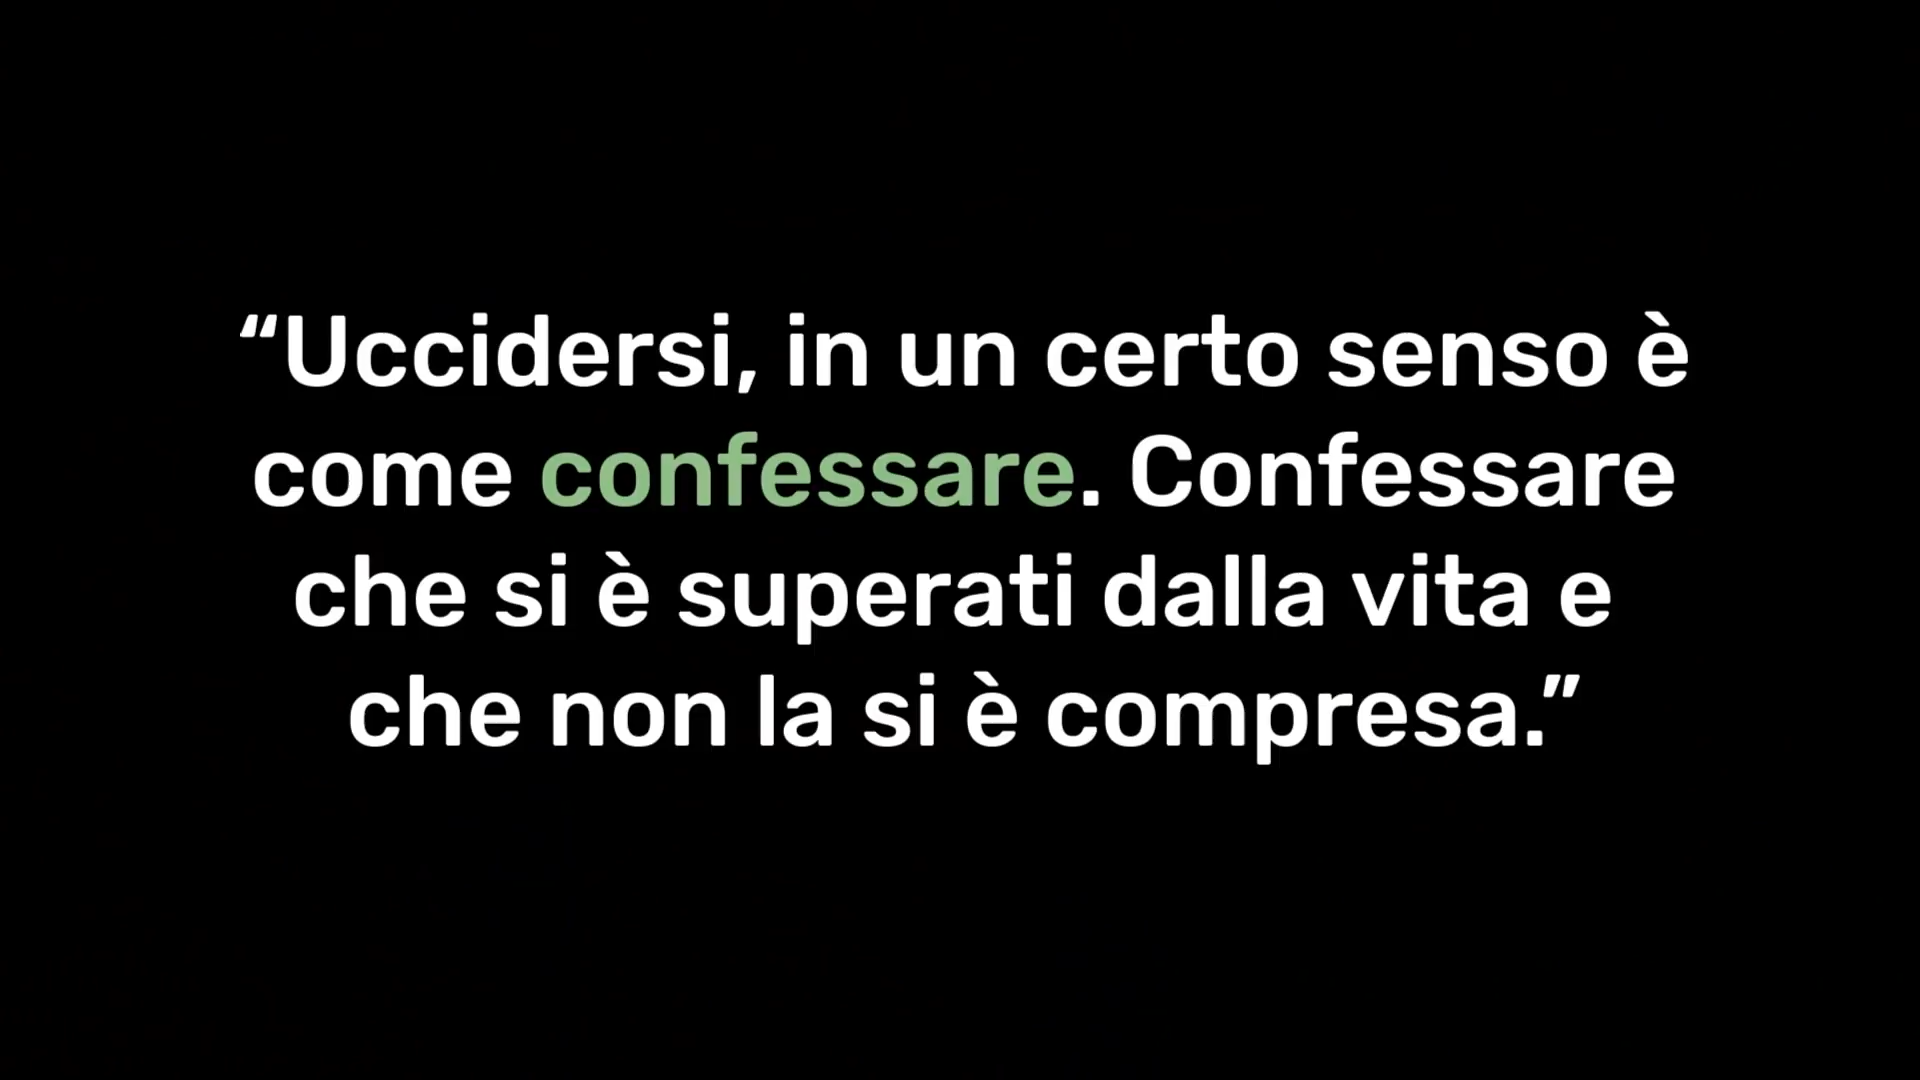 “Uccidersi, in un certo senso è
come confessare. Confessare
che si è superati dalla vita e
che non la si è compresa.”